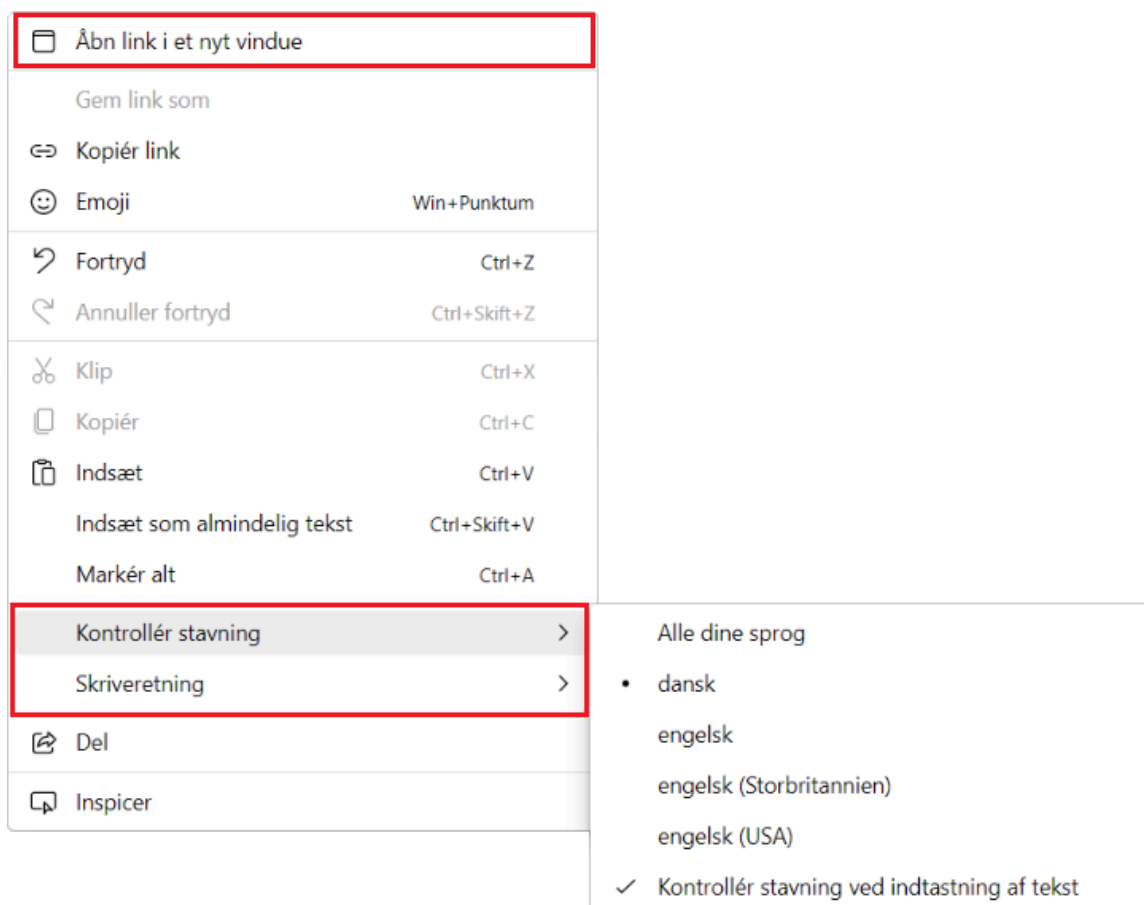 Åbn link i et nyt vindue
Gem link som
Kopiér link
Emoji Win+Punktum
Fortryd Ctrl+Z
Annuller fortryd Ctrl+Skift+Z
Klip Ctrl+X
Kopiér Ctrl+C
Indsæt Ctrl+V
Indsæt som almindelig tekst Ctrl+Skift+V
Markér alt Ctrl+A
Kontrollér stavning
Skriveretning
Del
Inspicer
Alle dine sprog
dansk
engelsk
engelsk (Storbritannien)
engelsk (USA)
Kontrollér stavning ved indtastning af tekst